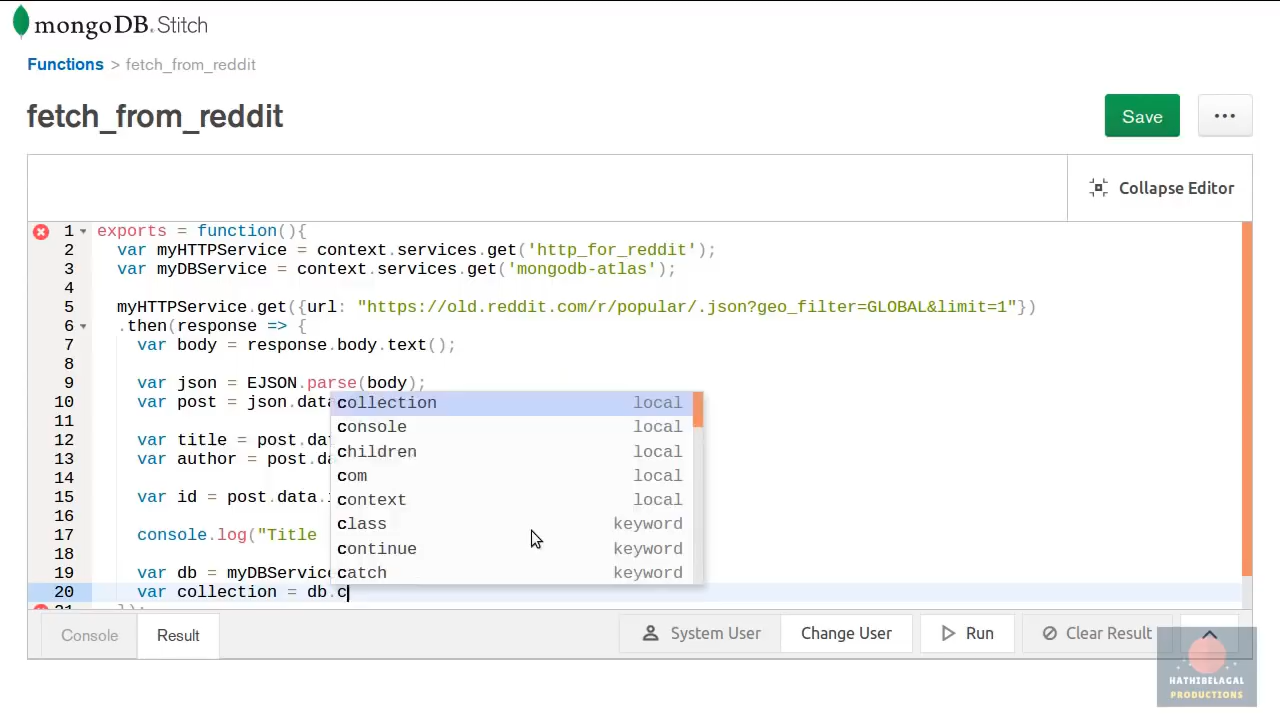 mongoDB. Stitch
Functions > fetch_from_reddit
fetch_from_reddit
Save
...
Collapse Editor
1 exports = function(){
2 var myHTTPService = context.services.get('http_for_reddit');
3 var myDBService = context.services.get('mongodb-atlas');
4
5 myHTTPService.get({url: "https://old.reddit.com/r/popular/.json?geo_filter=GLOBAL&limit=1"})
6 .then(response => {
7 var body = response.body.text();
8
9 var json = EJSON.parse(body);
10 var post = json.data
11
12 var title = post.da
13 var author = post.da
14
15 var id = post.data.
16
17 console.log("Title
18
19 var db = myDBService
20 var collection = db.c
21 });
collection local
console local
children local
com local
context local
class keyword
continue keyword
catch keyword
Console
Result
System User
Change User
Run
Clear Result
HATHIBELAGAL
PRODUCTIONS